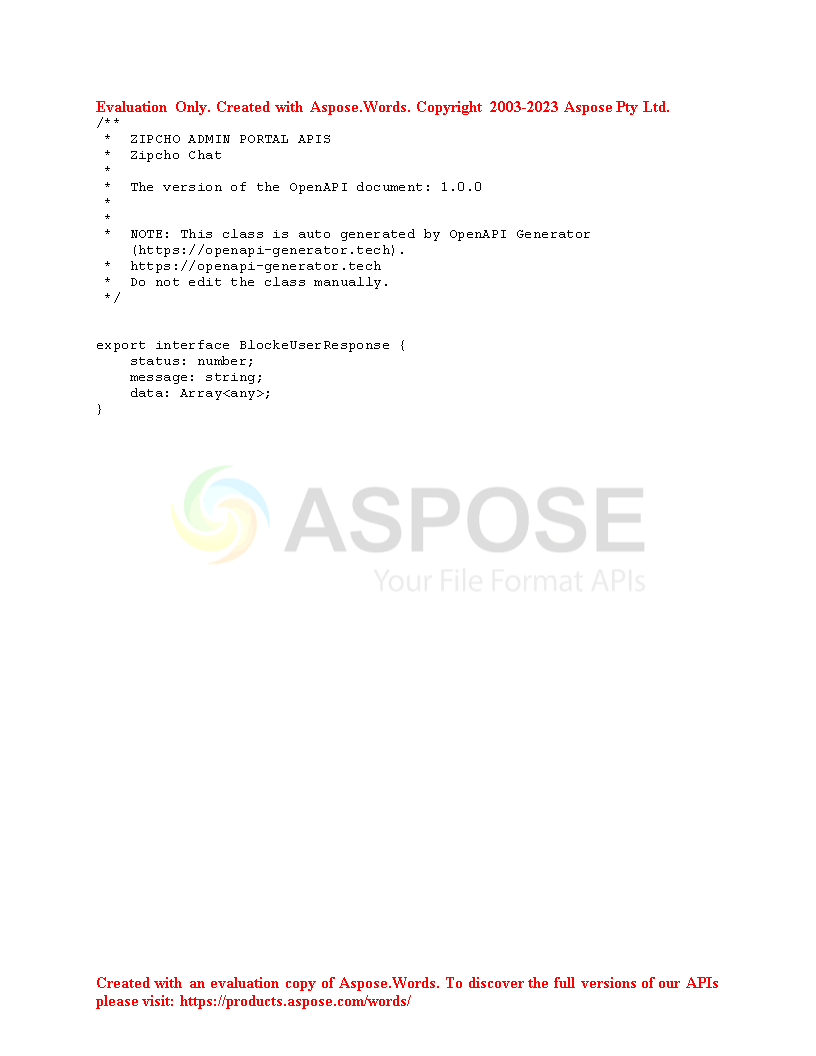 Evaluation Only. Created with Aspose.Words. Copyright 2003-2023 Aspose Pty Ltd.
/**
 *  ZIPCHO ADMIN PORTAL APIS
 *  Zipcho Chat
 *
 *  The version of the OpenAPI document: 1.0.0
 *
 *
 *  NOTE: This class is auto generated by OpenAPI Generator
    (https://openapi-generator.tech).
 *  https://openapi-generator.tech
 *  Do not edit the class manually.
 */
export interface BlockeUserResponse {
    status: number;
    message: string;
    data: Array<any>;
}
ASPOSE
Your File Format APIs
Created with an evaluation copy of Aspose.Words. To discover the full versions of our APIs
please visit: https://products.aspose.com/words/